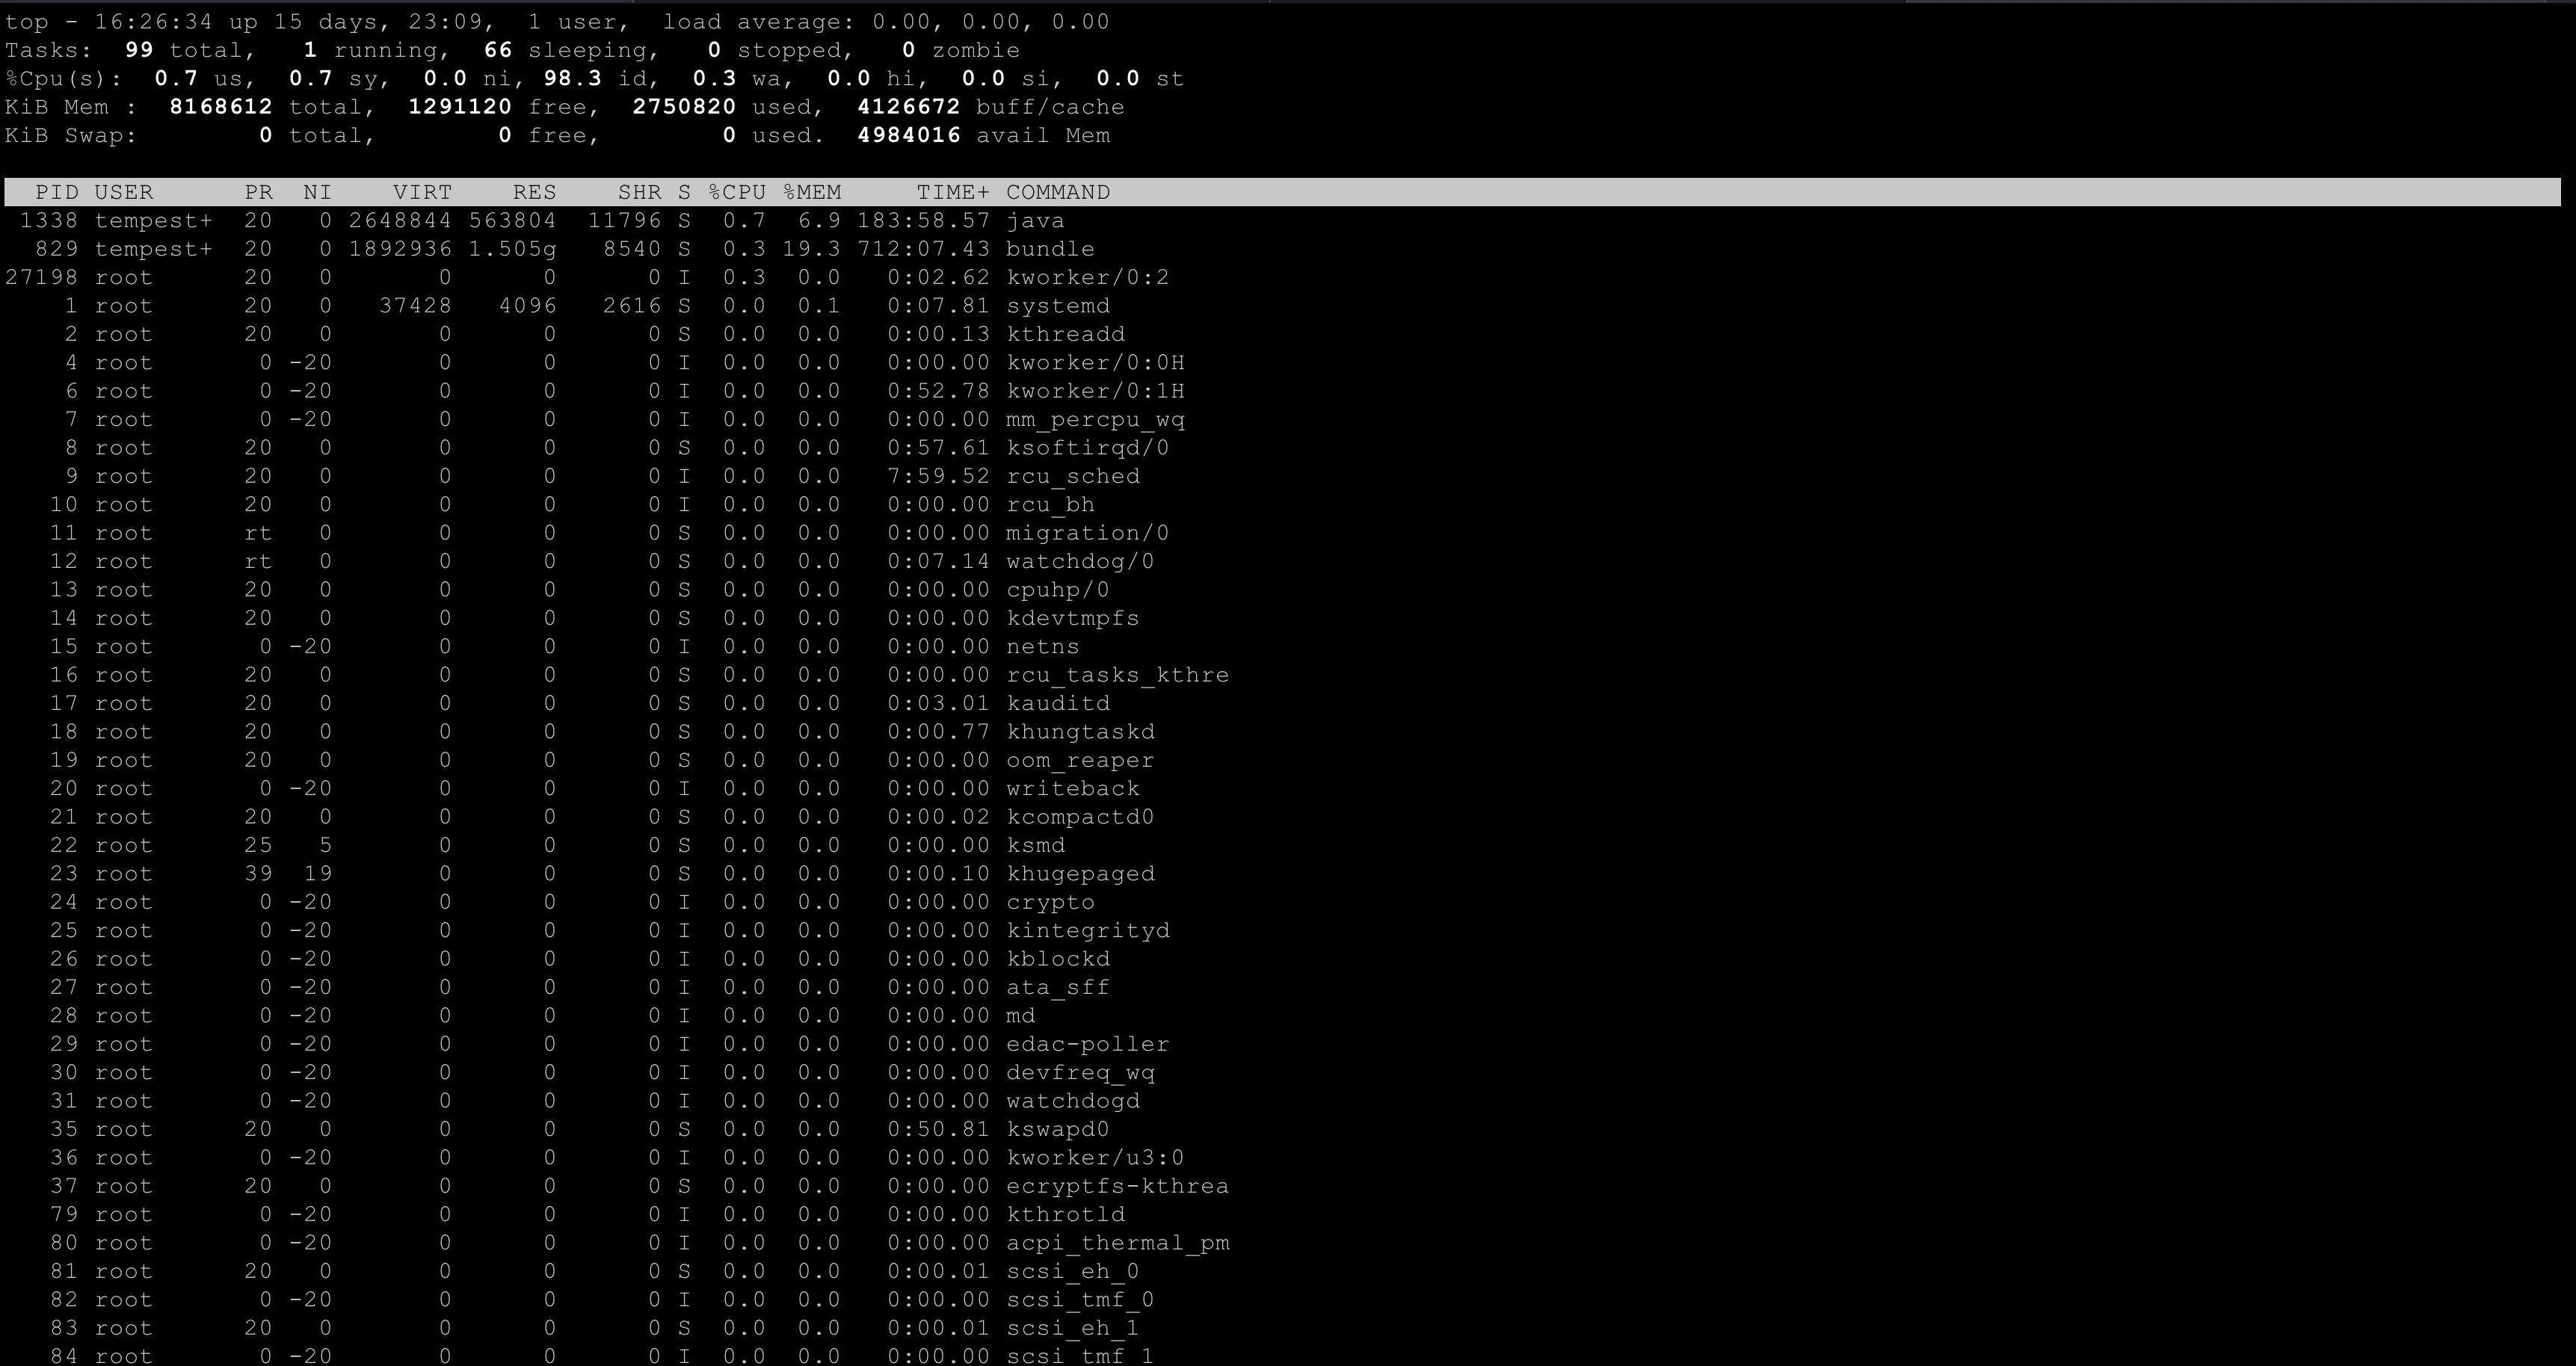 top - 16:26:34 up 15 days, 23:09,  1 user,  load average: 0.00, 0.00, 0.00
Tasks:  99 total,   1 running,  66 sleeping,   0 stopped,   0 zombie
%Cpu(s):  0.7 us,  0.7 sy,  0.0 ni, 98.3 id,  0.3 wa,  0.0 hi,  0.0 si,  0.0 st
KiB Mem :  8168612 total,  1291120 free,  2750820 used,  4126672 buff/cache
KiB Swap:        0 total,        0 free,        0 used.  4984016 avail Mem
PID USER      PR  NI    VIRT    RES    SHR S %CPU %MEM     TIME+ COMMAND
1338 tempest+  20   0 2648844 563804  11796 S  0.7  6.9 183:58.57 java
829 tempest+  20   0 1892936 1.505g   8540 S  0.3 19.3 712:07.43 bundle
27198 root      20   0       0      0      0 I  0.3  0.0   0:02.62 kworker/0:2
1 root      20   0   37428   4096   2616 S  0.0  0.1   0:07.81 systemd
2 root      20   0       0      0      0 S  0.0  0.0   0:00.13 kthreadd
4 root       0 -20       0      0      0 I  0.0  0.0   0:00.00 kworker/0:0H
6 root       0 -20       0      0      0 I  0.0  0.0   0:52.78 kworker/0:1H
7 root       0 -20       0      0      0 I  0.0  0.0   0:00.00 mm_percpu_wq
8 root      20   0       0      0      0 S  0.0  0.0   0:57.61 ksoftirqd/0
9 root      20   0       0      0      0 I  0.0  0.0   7:59.52 rcu_sched
10 root      20   0       0      0      0 I  0.0  0.0   0:00.00 rcu_bh
11 root      rt   0       0      0      0 S  0.0  0.0   0:00.00 migration/0
12 root      rt   0       0      0      0 S  0.0  0.0   0:07.14 watchdog/0
13 root      20   0       0      0      0 S  0.0  0.0   0:00.00 cpuhp/0
14 root      20   0       0      0      0 S  0.0  0.0   0:00.00 kdevtmpfs
15 root       0 -20       0      0      0 I  0.0  0.0   0:00.00 netns
16 root      20   0       0      0      0 S  0.0  0.0   0:00.00 rcu_tasks_kthre
17 root      20   0       0      0      0 S  0.0  0.0   0:03.01 kauditd
18 root      20   0       0      0      0 S  0.0  0.0   0:00.77 khungtaskd
19 root      20   0       0      0      0 S  0.0  0.0   0:00.00 oom_reaper
20 root       0 -20       0      0      0 I  0.0  0.0   0:00.00 writeback
21 root      20   0       0      0      0 S  0.0  0.0   0:00.02 kcompactd0
22 root      25   5       0      0      0 S  0.0  0.0   0:00.00 ksmd
23 root      39  19       0      0      0 S  0.0  0.0   0:00.10 khugepaged
24 root       0 -20       0      0      0 I  0.0  0.0   0:00.00 crypto
25 root       0 -20       0      0      0 I  0.0  0.0   0:00.00 kintegrityd
26 root       0 -20       0      0      0 I  0.0  0.0   0:00.00 kblockd
27 root       0 -20       0      0      0 I  0.0  0.0   0:00.00 ata_sff
28 root       0 -20       0      0      0 I  0.0  0.0   0:00.00 md
29 root       0 -20       0      0      0 I  0.0  0.0   0:00.00 edac-poller
30 root       0 -20       0      0      0 I  0.0  0.0   0:00.00 devfreq_wq
31 root       0 -20       0      0      0 I  0.0  0.0   0:00.00 watchdogd
35 root      20   0       0      0      0 S  0.0  0.0   0:50.81 kswapd0
36 root       0 -20       0      0      0 I  0.0  0.0   0:00.00 kworker/u3:0
37 root      20   0       0      0      0 S  0.0  0.0   0:00.00 ecryptfs-kthrea
79 root       0 -20       0      0      0 I  0.0  0.0   0:00.00 kthrotld
80 root       0 -20       0      0      0 I  0.0  0.0   0:00.00 acpi_thermal_pm
81 root      20   0       0      0      0 S  0.0  0.0   0:00.01 scsi_eh_0
82 root       0 -20       0      0      0 I  0.0  0.0   0:00.00 scsi_tmf_0
83 root      20   0       0      0      0 S  0.0  0.0   0:00.01 scsi_eh_1
84 root       0 -20       0      0      0 I  0.0  0.0   0:00.00 scsi_tmf_1